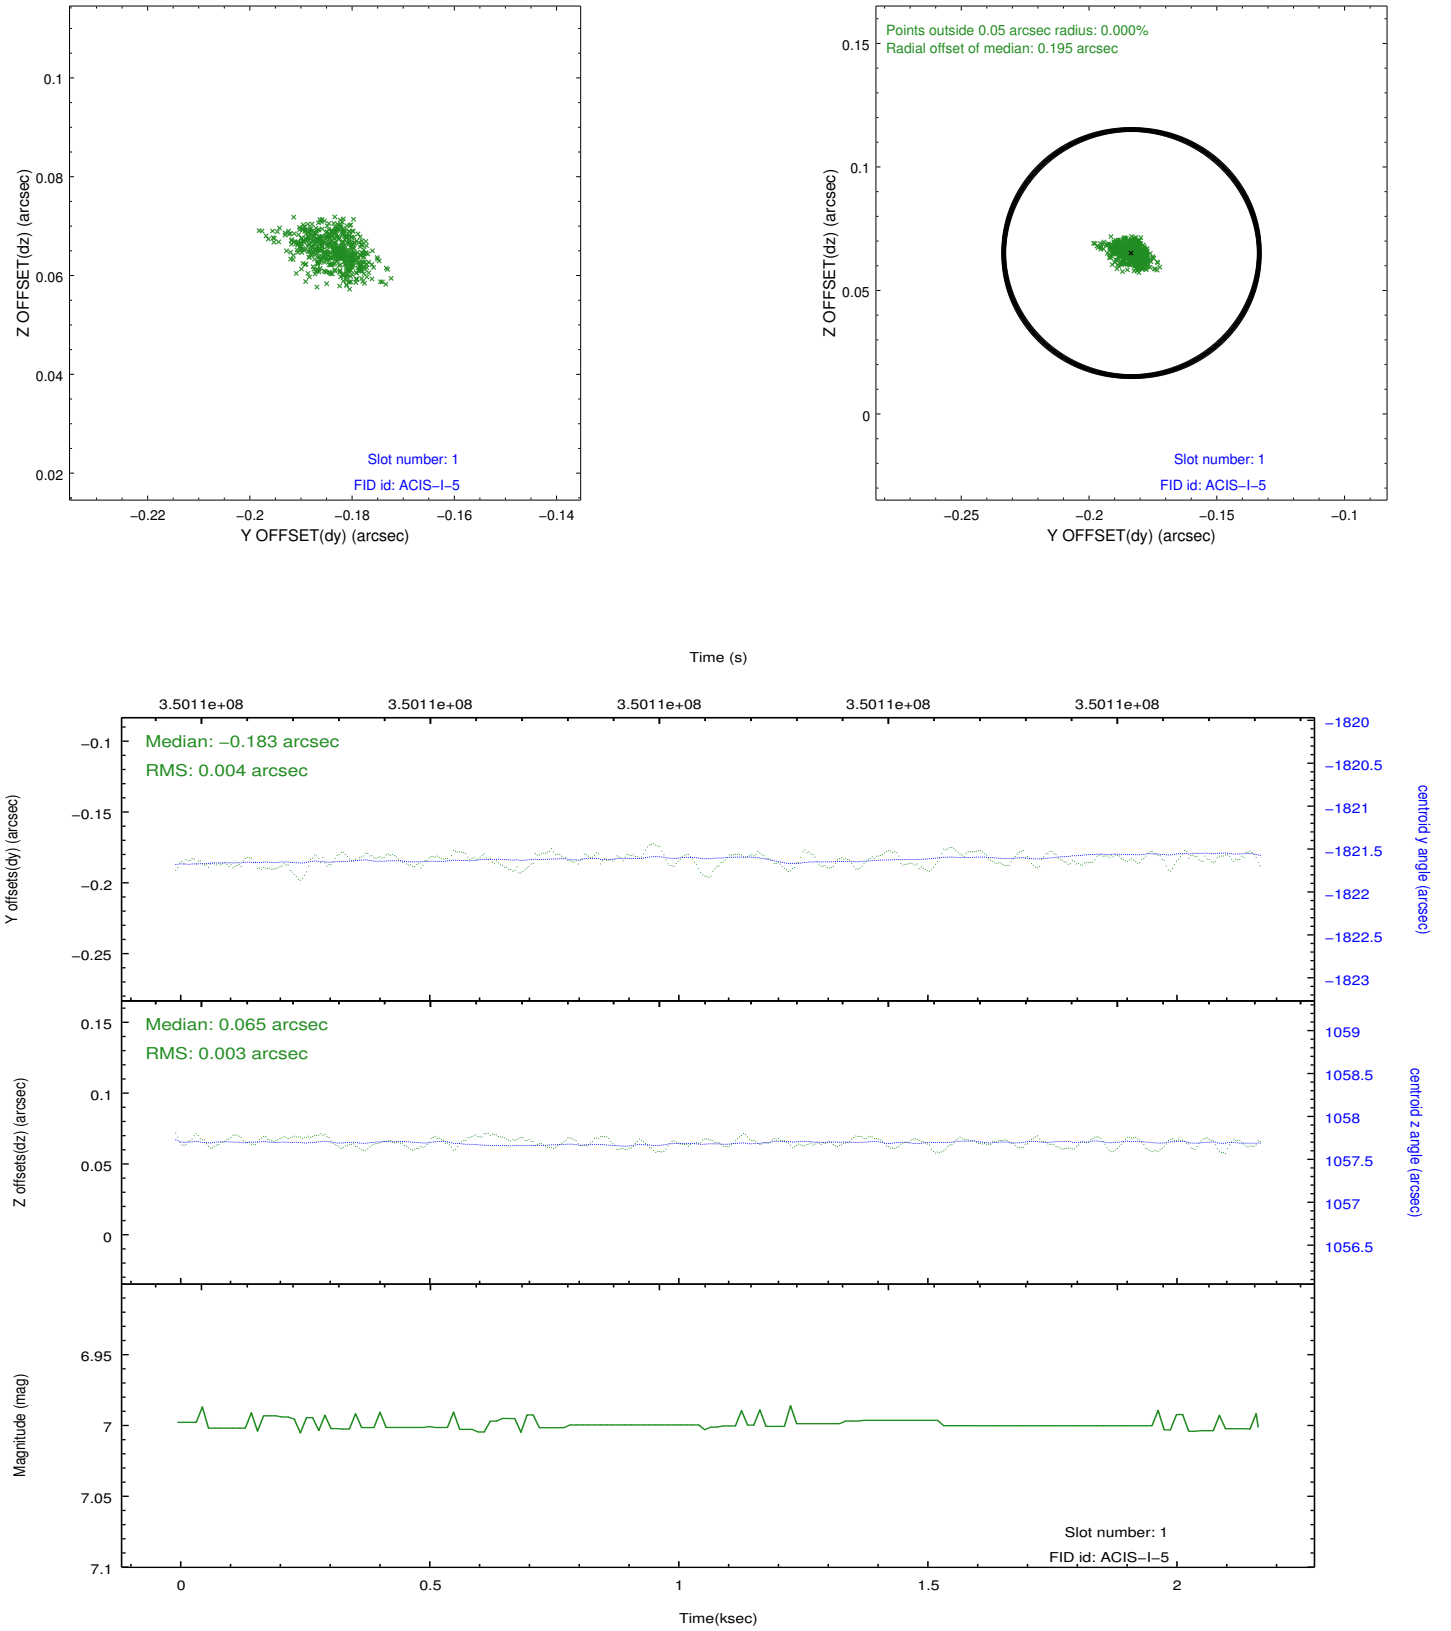 0.1
0.08
0.06
0.04
0.02
Z OFFSET(dz) (arcsec)
Slot number: 1
FID id: ACIS−I−5
−0.22 −0.2 −0.18 −0.16 −0.14
Y OFFSET(dy) (arcsec)
Points outside 0.05 arcsec radius: 0.000%
Radial offset of median: 0.195 arcsec
0.15
0.1
0.05
0
Z OFFSET(dz) (arcsec)
Slot number: 1
FID id: ACIS−I−5
−0.25 −0.2 −0.15 −0.1
Y OFFSET(dy) (arcsec)
Time (s)
3.5011e+08 3.5011e+08 3.5011e+08 3.5011e+08 3.5011e+08
Median: −0.183 arcsec
RMS: 0.004 arcsec
−0.1
−0.15
−0.2
−0.25
Y offsets(dy) (arcsec)
−1820
−1820.5
−1821
−1821.5
−1822
−1822.5
−1823
centroid y angle (arcsec)
Median: 0.065 arcsec
RMS: 0.003 arcsec
0.15
0.1
0.05
0
Z offsets(dz) (arcsec)
1059
1058.5
1058
1057.5
1057
1056.5
centroid z angle (arcsec)
6.95
7
7.05
7.1
Magnitude (mag)
Slot number: 1
FID id: ACIS−I−5
0 0.5 1 1.5 2
Time(ksec)